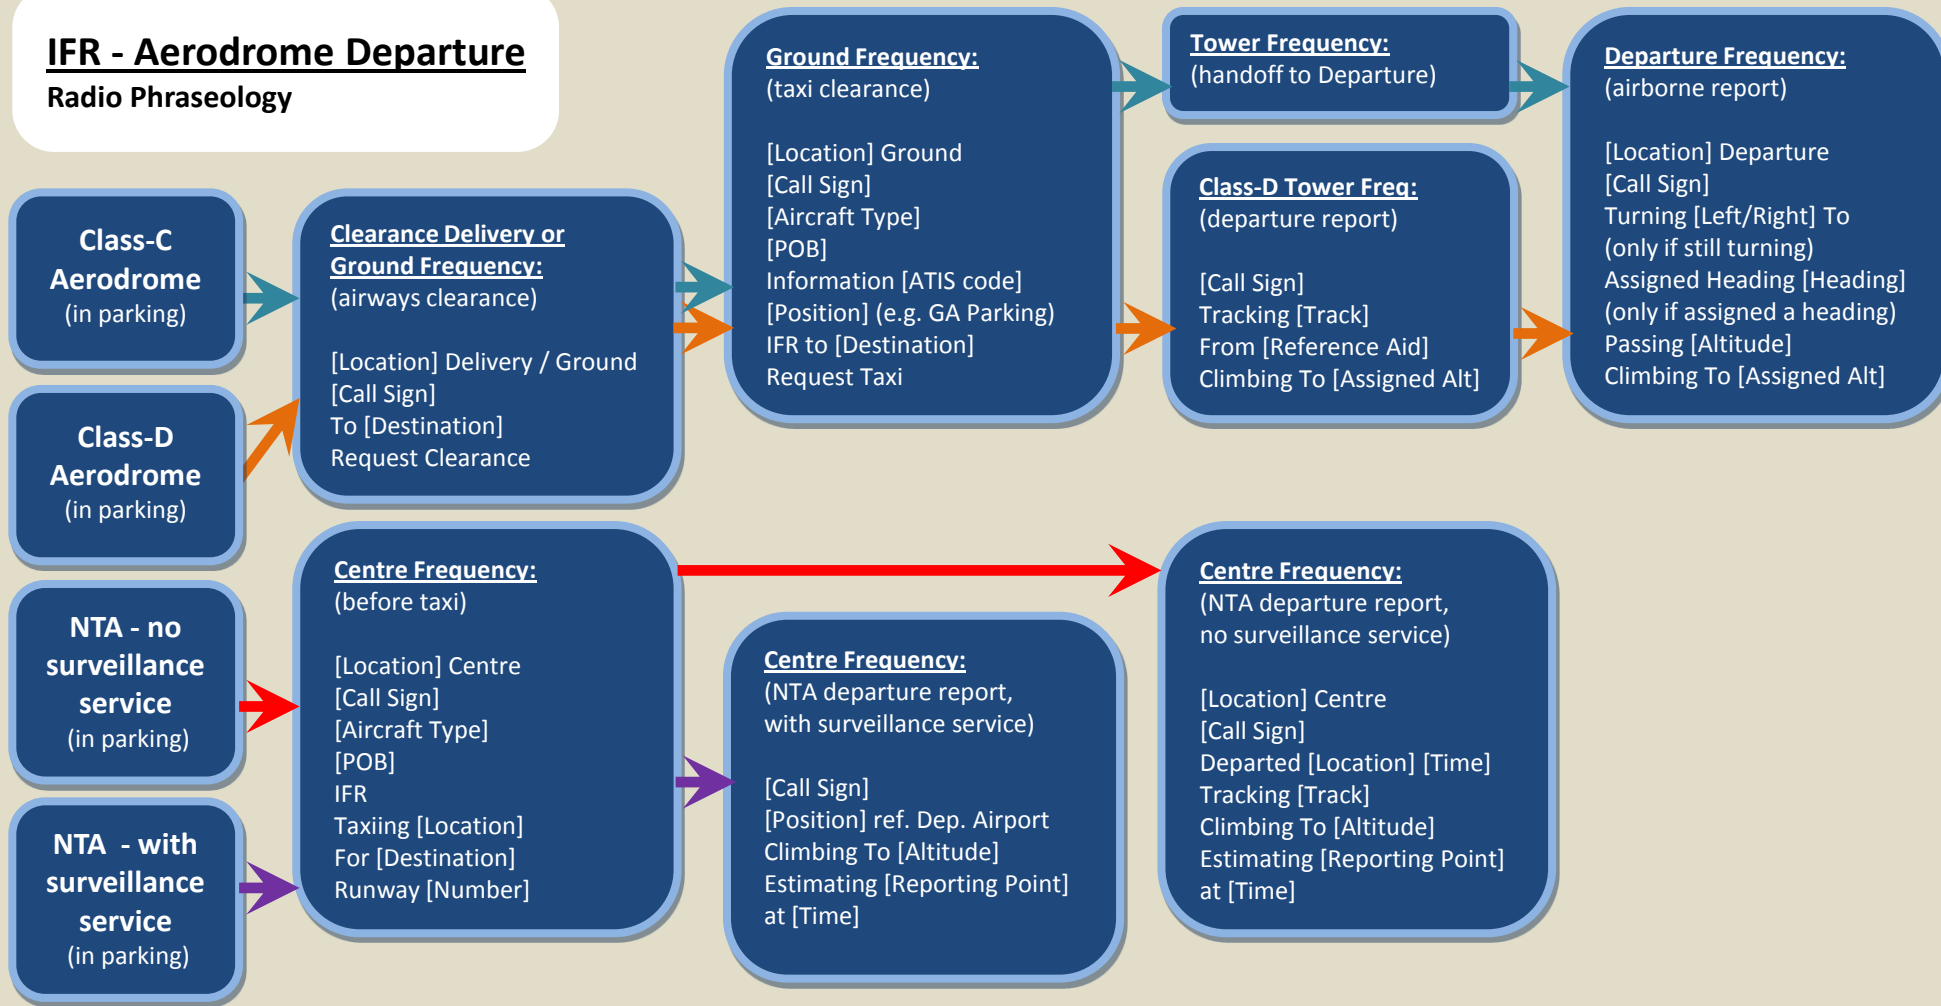 IFR - Aerodrome Departure
Radio Phraseology
Class-C
Aerodrome
(in parking)
Class-D
Aerodrome
(in parking)
NTA - no
surveillance
service
(in parking)
NTA - with
surveillance
service
(in parking)
Clearance Delivery or
Ground Frequency:
(airways clearance)
[Location] Delivery / Ground
[Call Sign]
To [Destination]
Request Clearance
Centre Frequency:
(before taxi)
[Location] Centre
[Call Sign]
[Aircraft Type]
[POB]
IFR
Taxiing [Location]
For [Destination]
Runway [Number]
Ground Frequency:
(taxi clearance)
[Location] Ground
[Call Sign]
[Aircraft Type]
[POB]
Information [ATIS code]
[Position] (e.g. GA Parking)
IFR to [Destination]
Request Taxi
Centre Frequency:
(NTA departure report,
with surveillance service)
[Call Sign]
[Position] ref. Dep. Airport
Climbing To [Altitude]
Estimating [Reporting Point]
at [Time]
Tower Frequency:
(handoff to Departure)
Class-D Tower Freq:
(departure report)
[Call Sign]
Tracking [Track]
From [Reference Aid]
Climbing To [Assigned Alt]
Centre Frequency:
(NTA departure report,
no surveillance service)
[Location] Centre
[Call Sign]
Departed [Location] [Time]
Tracking [Track]
Climbing To [Altitude]
Estimating [Reporting Point]
at [Time]
Departure Frequency:
(airborne report)
[Location] Departure
[Call Sign]
Turning [Left/Right] To
(only if still turning)
Assigned Heading [Heading]
(only if assigned a heading)
Passing [Altitude]
Climbing To [Assigned Alt]